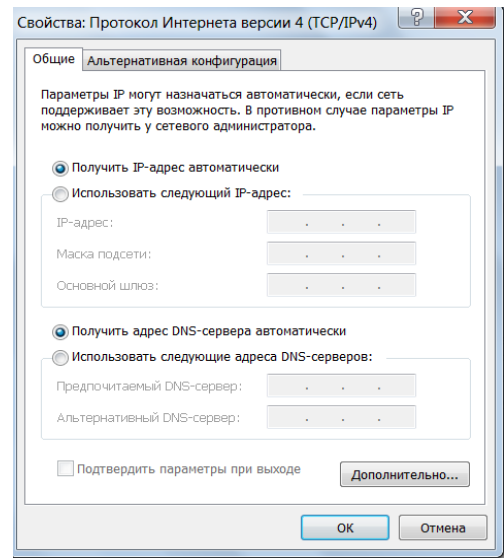 Свойства: Протокол Интернета версии 4 (TCP/IPv4)
Общие
Альтернативная конфигурация
Параметры IP могут назначаться автоматически, если сеть
поддерживает эту возможность. В противном случае параметры IP
можно получить у сетевого администратора.
Получить IP-адрес автоматически
Использовать следующий IP-адрес:
IP-адрес:
Маска подсети:
Основной шлюз:
Получить адрес DNS-сервера автоматически
Использовать следующие адреса DNS-серверов:
Предпочитаемый DNS-сервер:
Альтернативный DNS-сервер:
Подтвердить параметры при выходе
Дополнительно...
ОК
Отмена